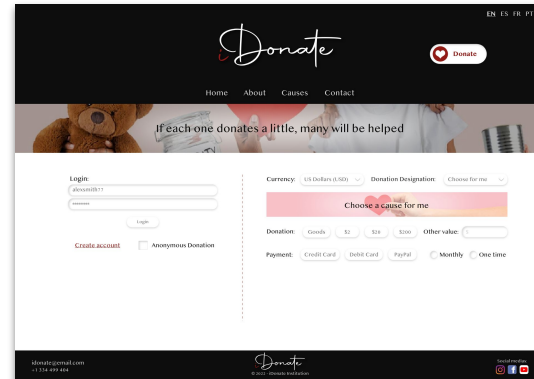 EN ES FR PT
iDonate
Donate
Home About Causes Contact
If each one donates a little, many will be helped
Login:
alexsmith77
********
Login
Create account Anonymous Donation
Currency: US Dollars (USD) Donation Designation: Choose for me
Choose a cause for me
Donation: Goods $2 $20 $200 Other value: $
Payment: Credit Card Debit Card PayPal Monthly One time
idonate@email.com
+1 334 499 404
iDonate
© 2022 - iDonate Institution
Social medias: